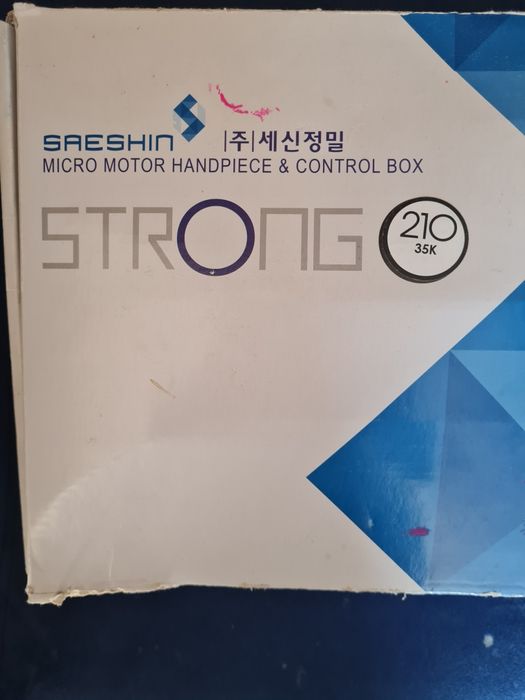 SAESHIN |주|세신정밀
MICRO MOTOR HANDPIECE & CONTROL BOX
STRONG 210
35K